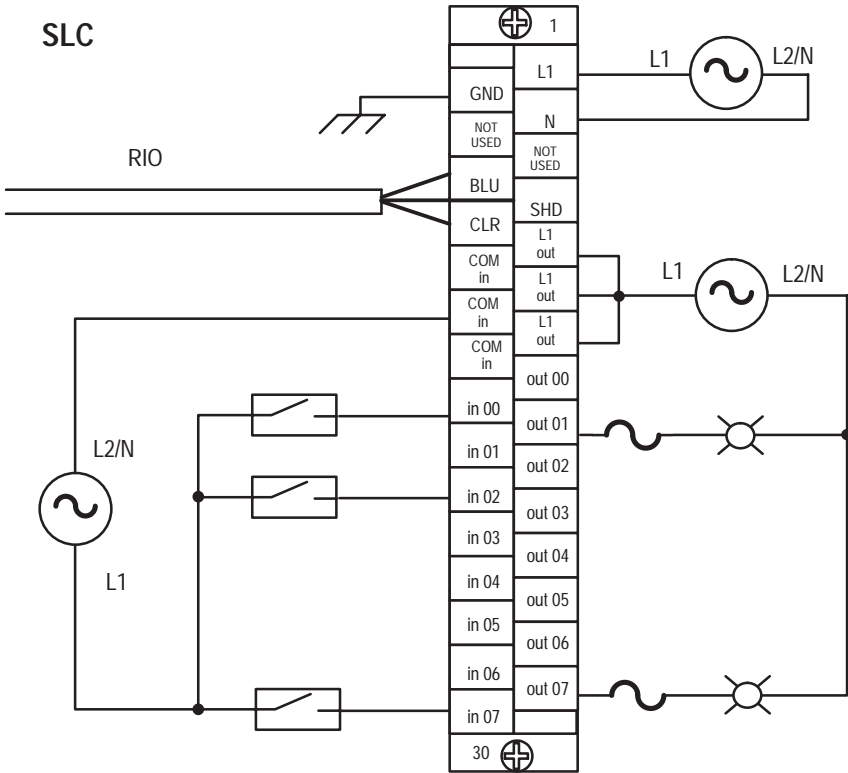 SLC
1
L1
L1
L2/N
GND
N
NOT
USED
NOT
USED
RIO
BLU
SHD
CLR
L1
out
COM
in
L1
out
L1
L2/N
COM
in
L1
out
COM
in
out 00
in 00
out 01
in 01
out 02
L2/N
in 02
out 03
in 03
out 04
L1
in 04
out 05
in 05
out 06
in 06
out 07
in 07
30